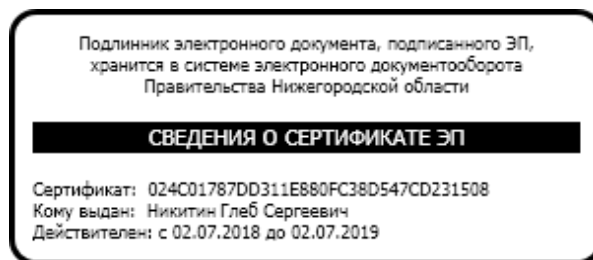 Подлинник электронного документа, подписанного ЭП,
хранится в системе электронного документооборота
Правительства Нижегородской области
СВЕДЕНИЯ О СЕРТИФИКАТЕ ЭП
Сертификат: 024C01787DD311E880FC38D547CD231508
Кому выдан: Никитин Глеб Сергеевич
Действителен: с 02.07.2018 до 02.07.2019